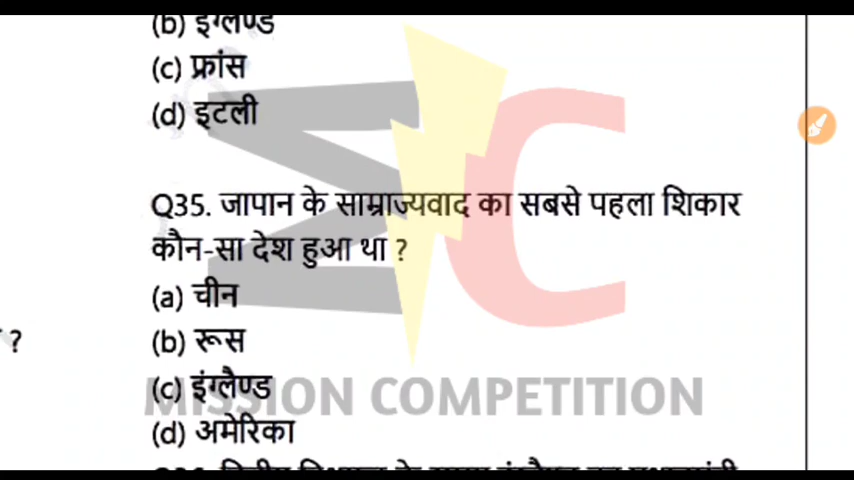 (b) इंग्लैण्ड
(c) फ्रांस
(d) इटली
Q35. जापान के साम्राज्यवाद का सबसे पहला शिकार
कौन-सा देश हुआ था ?
(a) चीन
?
(b) रूस
(c) इंग्लैण्ड
MISSION COMPETITION
(d) अमेरिका